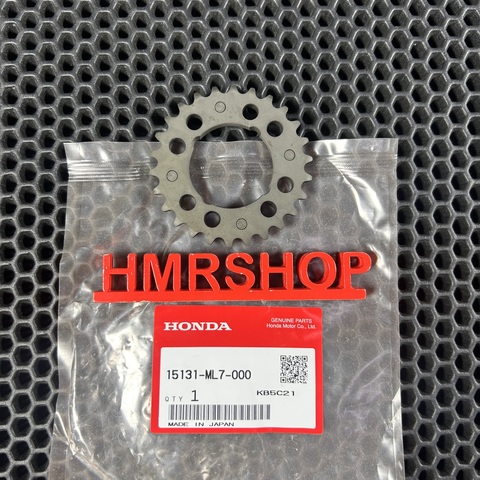 HMRSHOP
HONDA
GENUINE PARTS
Honda Motor Co., Ltd.
15131-ML7-000
QTY 1
KB5C21
MADE IN JAPAN